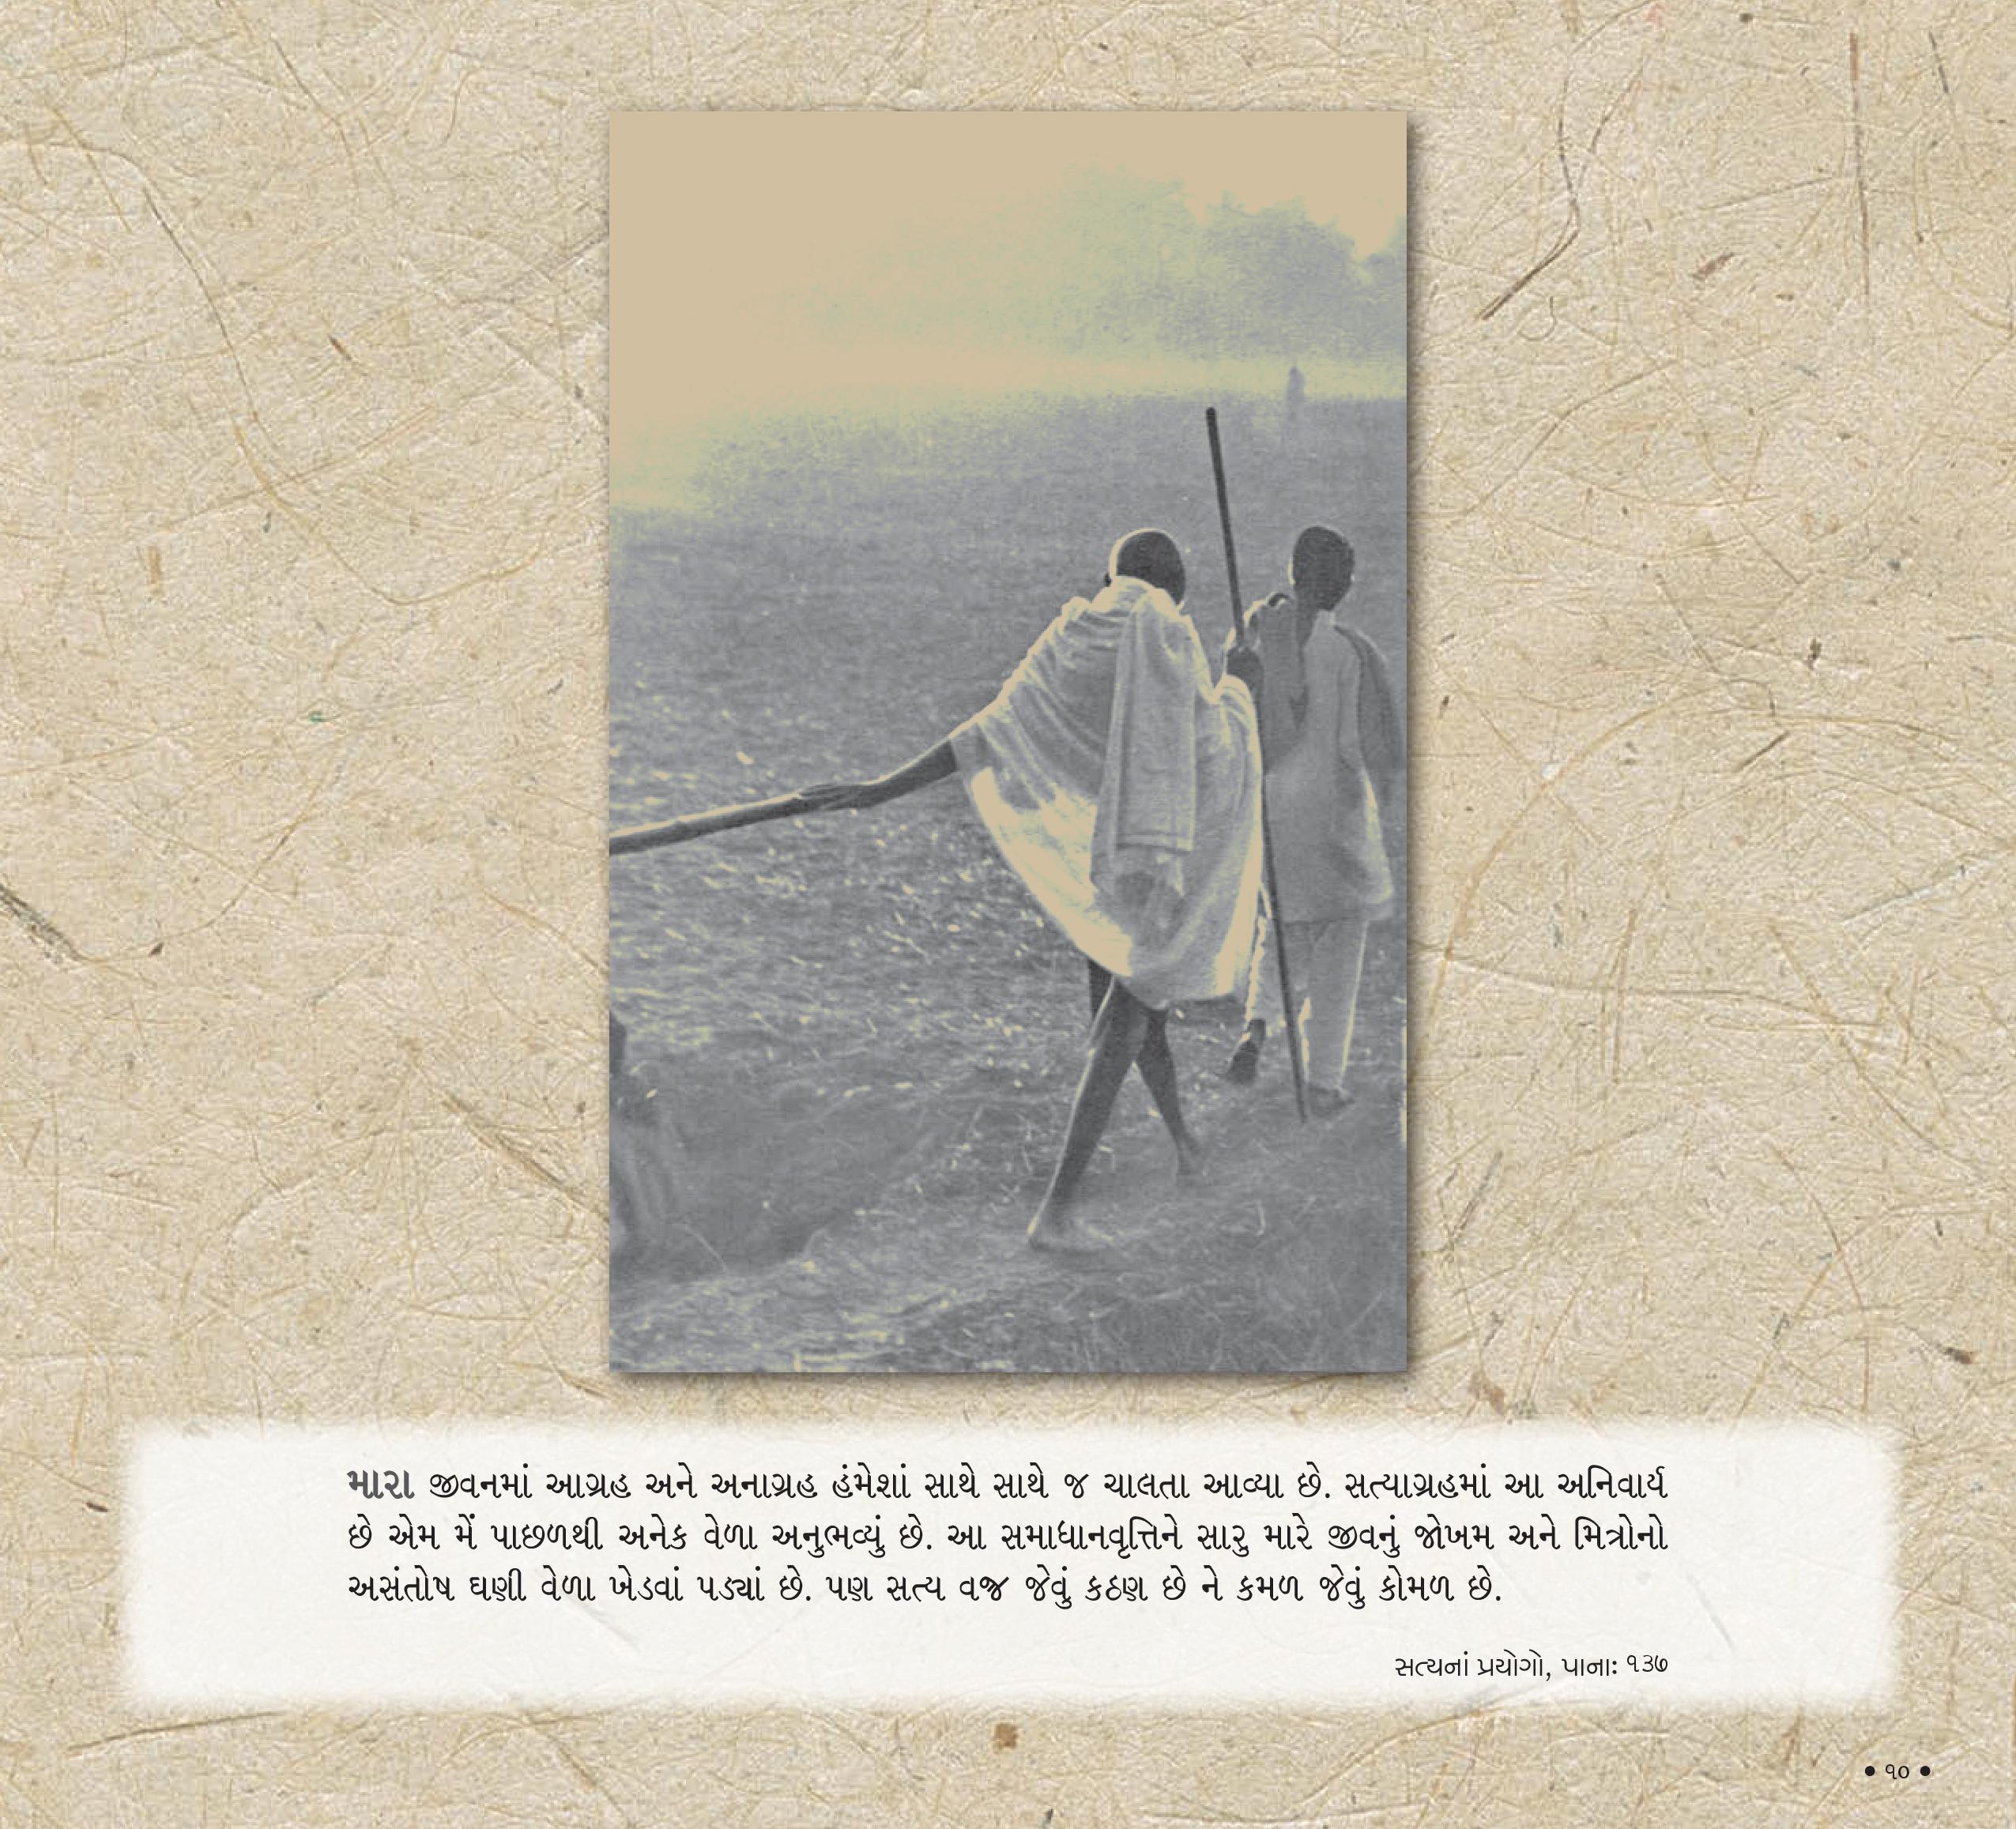 મારા જીવનમાં આગ્રહ અને અનાગ્રહ હંમેશાં સાથે સાથે જ ચાલતા આવ્યા છે. સત્યાગ્રહમાં આ અનિવાર્ય
છે એમ મેં પાછળથી અનેક વેળા અનુભવ્યું છે. આ સમાધાનવૃત્તિને સારુ મારે જીવનું જોખમ અને મિત્રોનો
અસંતોષ ઘણી વેળા ખેડવાં પડ્યાં છે. પણ સત્ય વજ્ર જેવું કઠણ છે ને કમળ જેવું કોમળ છે.
સત્યનાં પ્રયોગો, પાના: ૧૩૭
• ૧૦ •